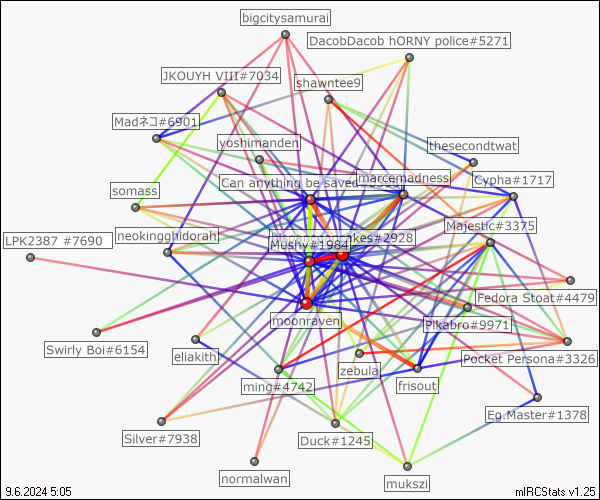 bigcitysamurai
DacobDacob hORNY police#5271
JKOUYH VIII#7034
shawntee9
Madネコ#6901
yoshimanden
thesecondtwat
marcemadness
Can anything be saved
Cypha#1717
somass
Majestic#3375
neokingghidorah
Mushy#1984
akes#2928
LPK2387 #7690
Fedora Stoat#4479
moonraven
Pikabro#9971
Swirly Boi#6154
eliakith
zebula
Pocket Persona#3326
ming#4742
frisout
Eg.Master#1378
Silver#7938
Duck#1245
normalwan
mukszi
9.6.2024 5:05
mIRCStats v1.25